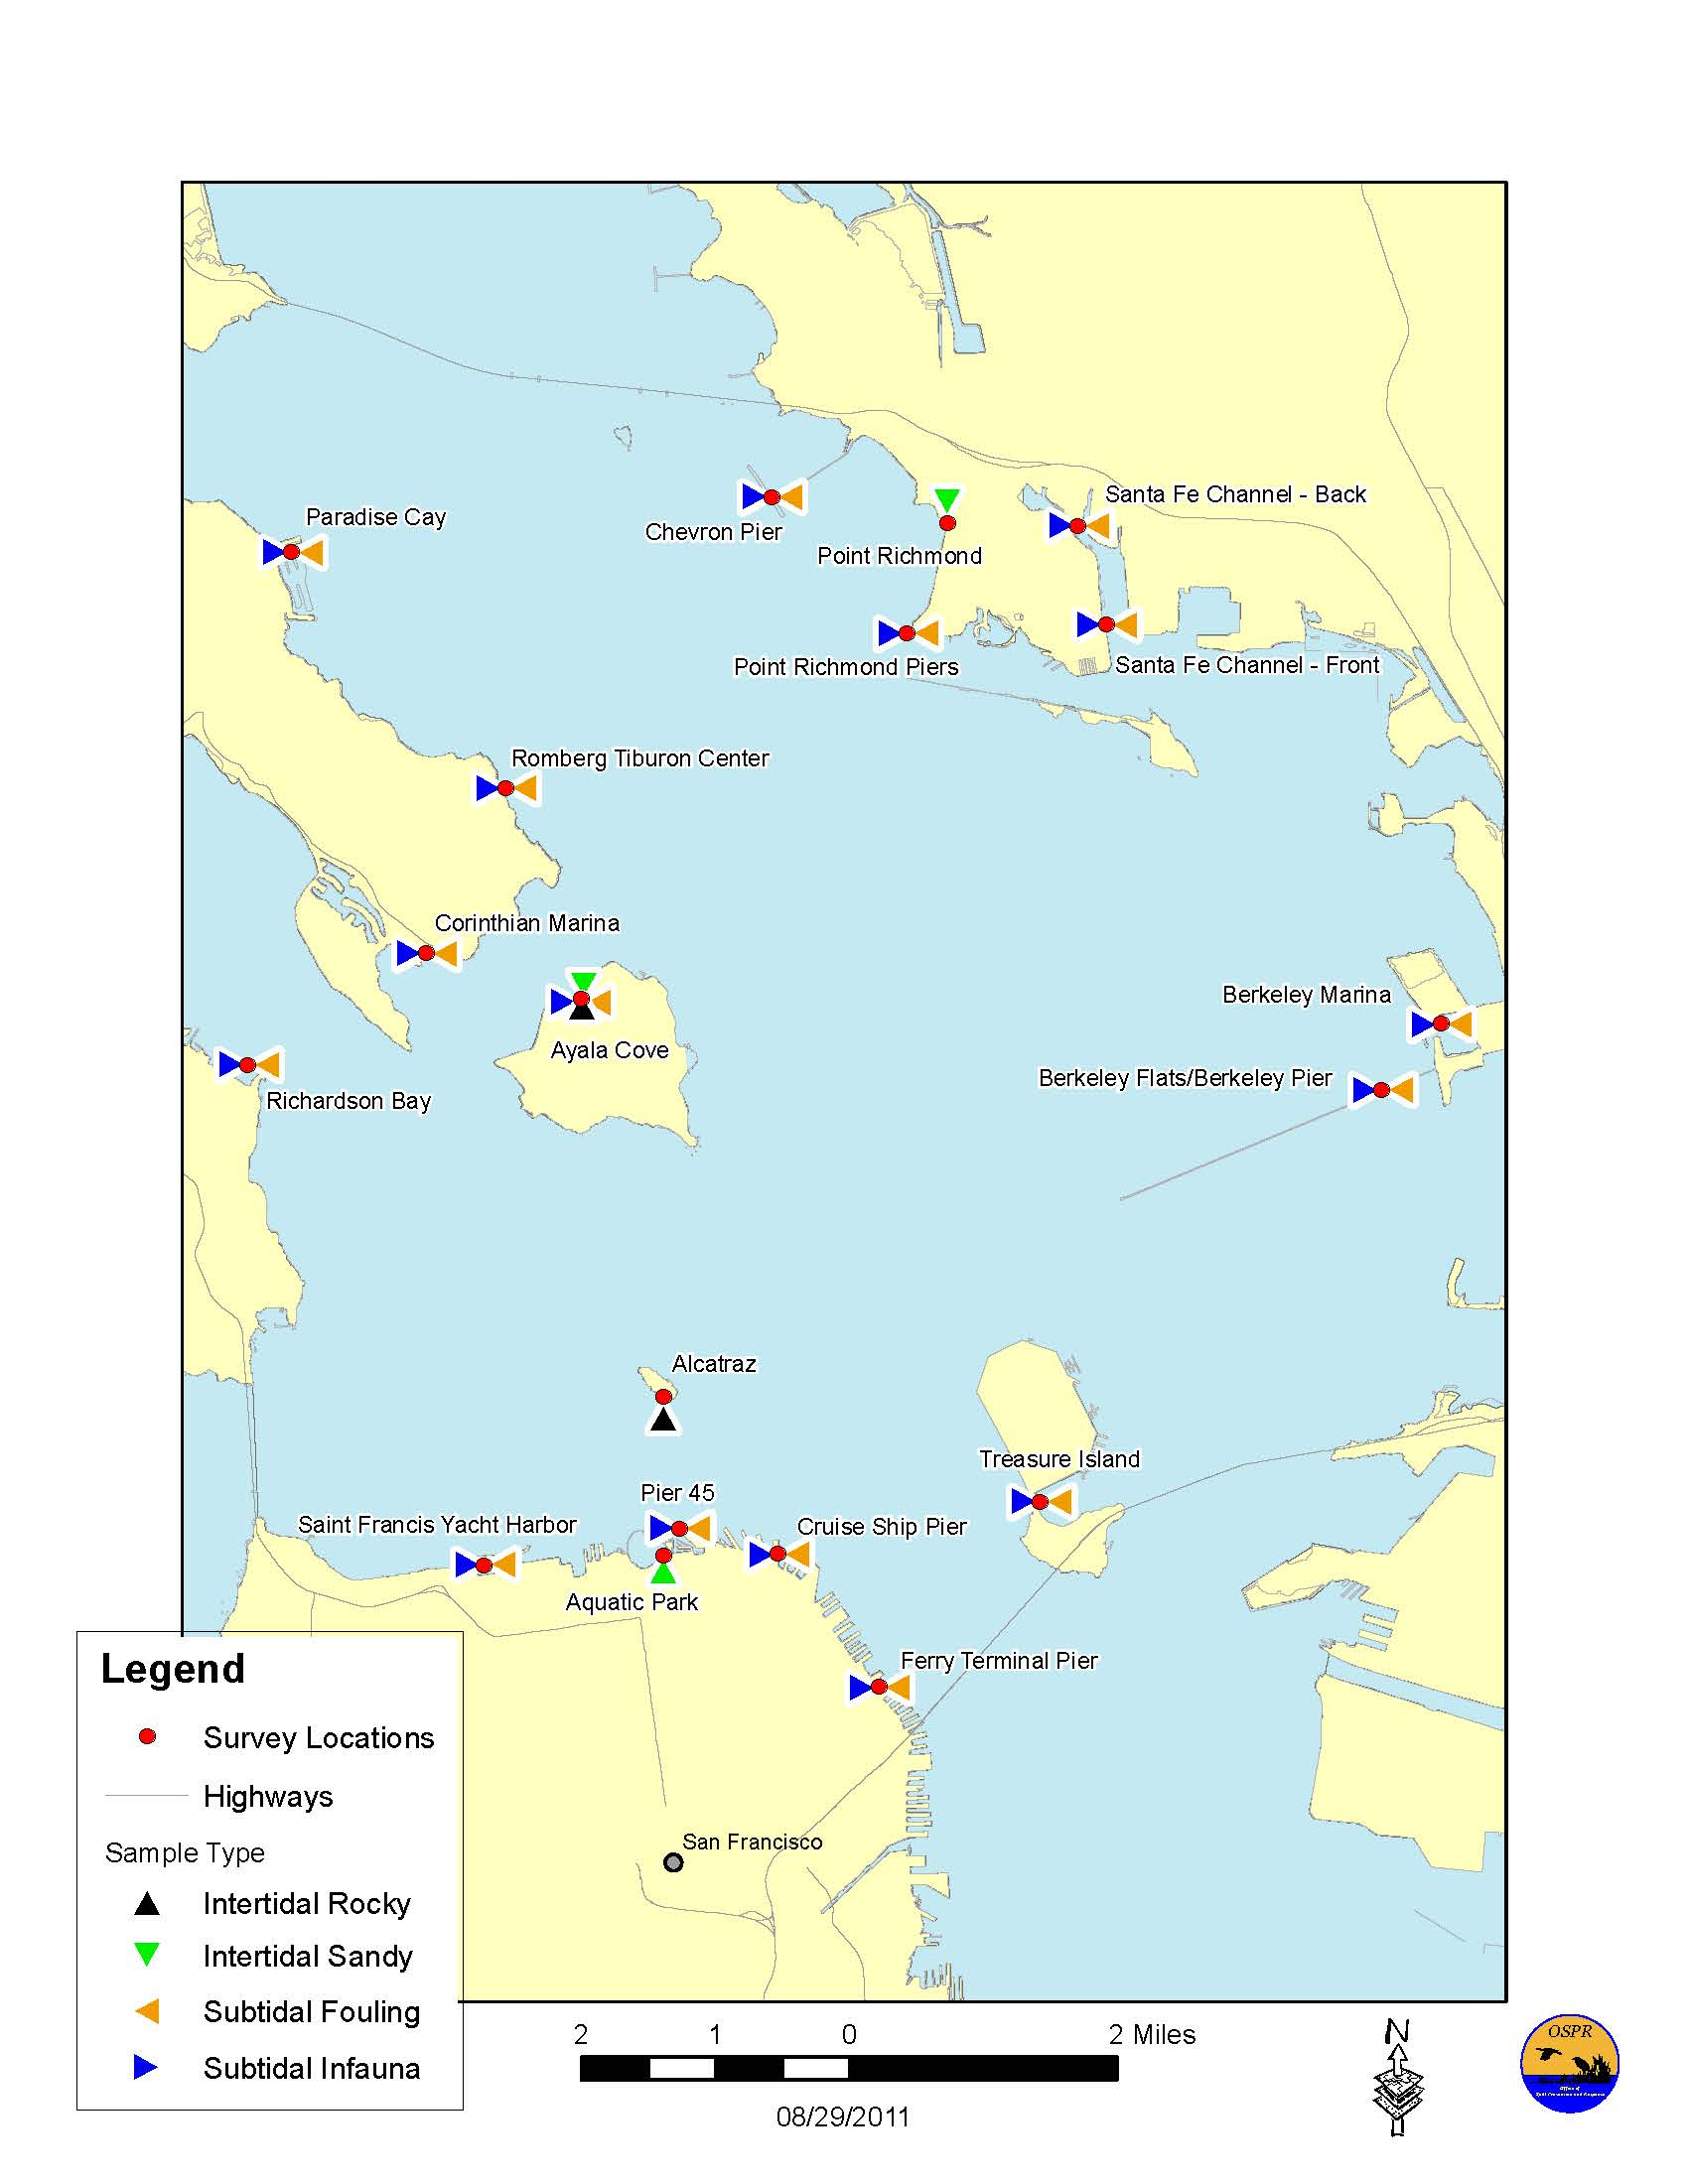 Santa Fe Channel - Back
Paradise Cay
Chevron Pier
Point Richmond
Point Richmond Piers
Santa Fe Channel - Front
Romberg Tiburon Center
Corinthian Marina
Berkeley Marina
Ayala Cove
Berkeley Flats/Berkeley Pier
Richardson Bay
Alcatraz
Treasure Island
Pier 45
Saint Francis Yacht Harbor
Cruise Ship Pier
Aquatic Park
Ferry Terminal Pier
San Francisco
Legend
Survey Locations
Highways
Sample Type
Intertidal Rocky
Intertidal Sandy
Subtidal Fouling
Subtidal Infauna
2 1 0 2 Miles
08/29/2011
N
OSPR
Office of